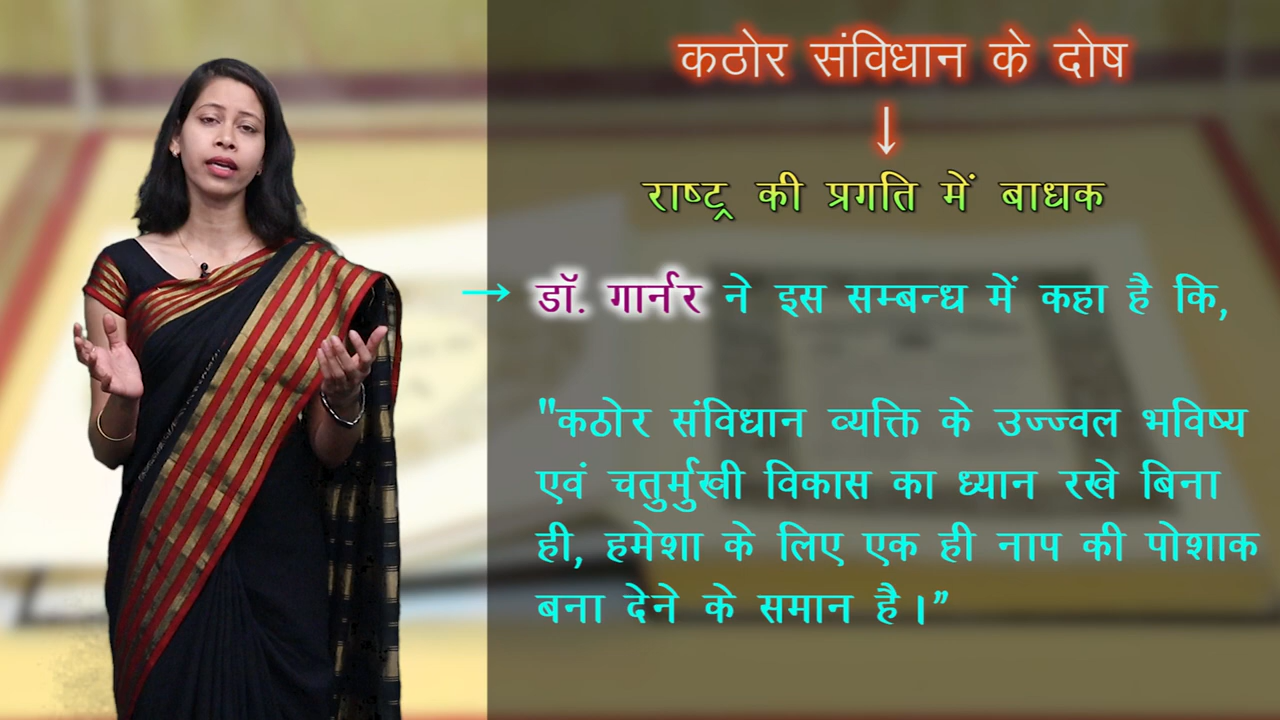 कठोर संविधान के दोष
↓
राष्ट्र की प्रगति में बाधक
→ डॉ. गार्नर ने इस सम्बन्ध में कहा है कि,
"कठोर संविधान व्यक्ति के उज्ज्वल भविष्य
एवं चतुर्मुखी विकास का ध्यान रखे बिना
ही, हमेशा के लिए एक ही नाप की पोशाक
बना देने के समान है।”